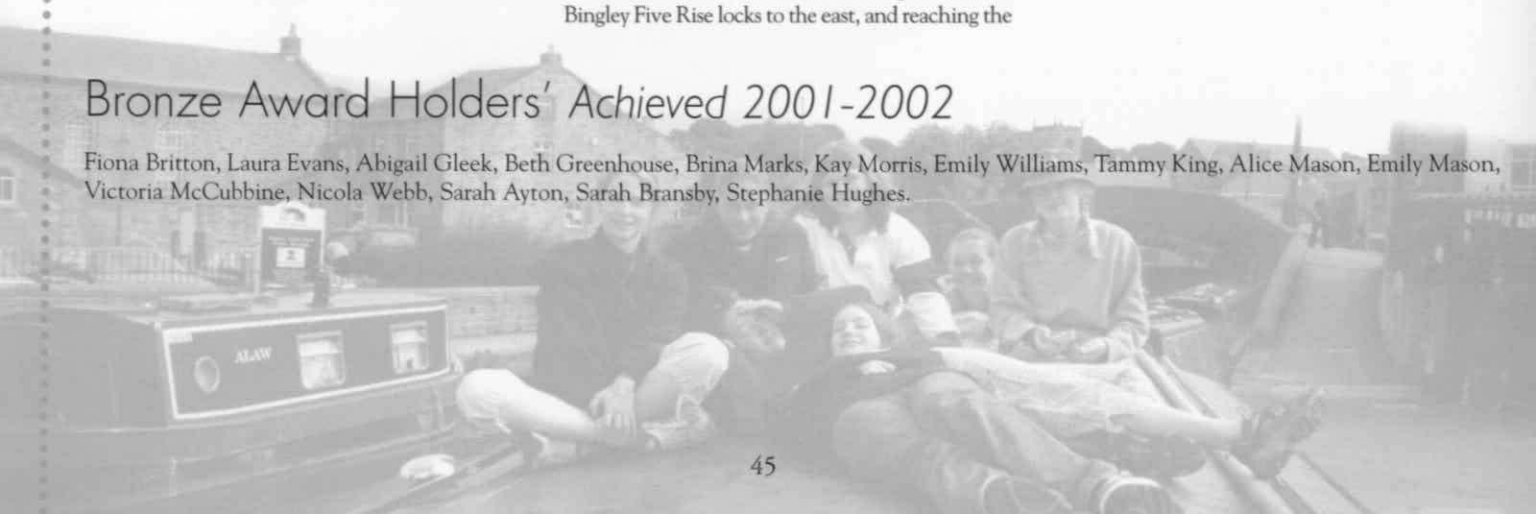 Bingley Five Rise locks to the east, and reaching the
Bronze Award Holders' Achieved 2001-2002
Fiona Britton, Laura Evans, Abigail Gleek, Beth Greenhouse, Brina Marks, Kay Morris, Emily Williams, Tammy King, Alice Mason, Emily Mason,
Victoria McCubbine, Nicola Webb, Sarah Ayton, Sarah Bransby, Stephanie Hughes.
ALAW
45